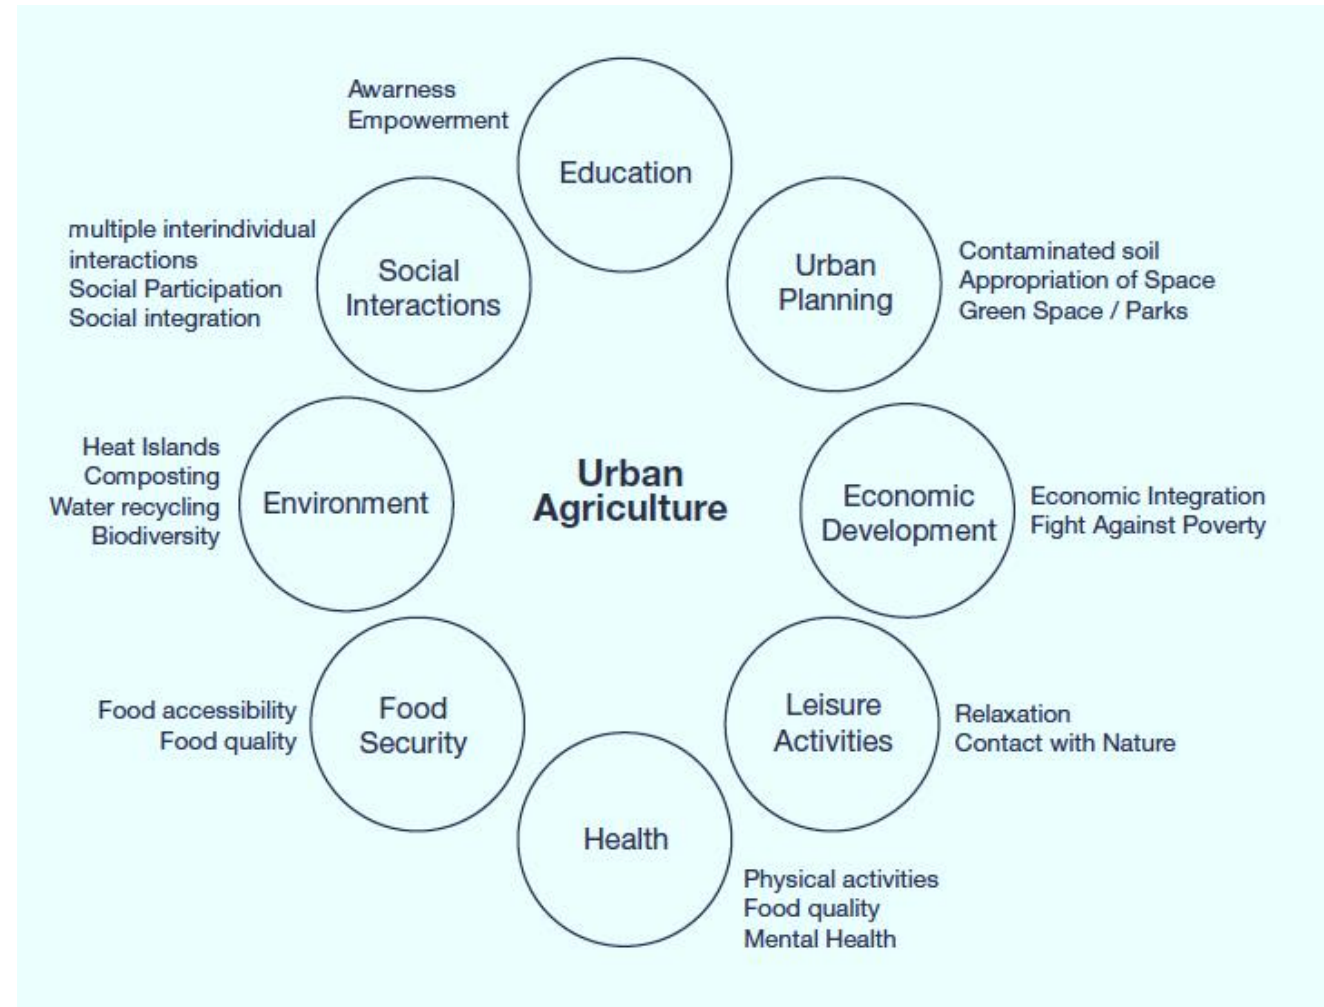 Awarness
Empowerment
Education
multiple interindividual
interactions
Social Participation
Social integration
Social
Interactions
Urban
Planning
Contaminated soil
Appropriation of Space
Green Space / Parks
Heat Islands
Composting
Water recycling
Biodiversity
Environment
Urban
Agriculture
Economic
Development
Economic Integration
Fight Against Poverty
Food accessibility
Food quality
Food
Security
Leisure
Activities
Relaxation
Contact with Nature
Health
Physical activities
Food quality
Mental Health